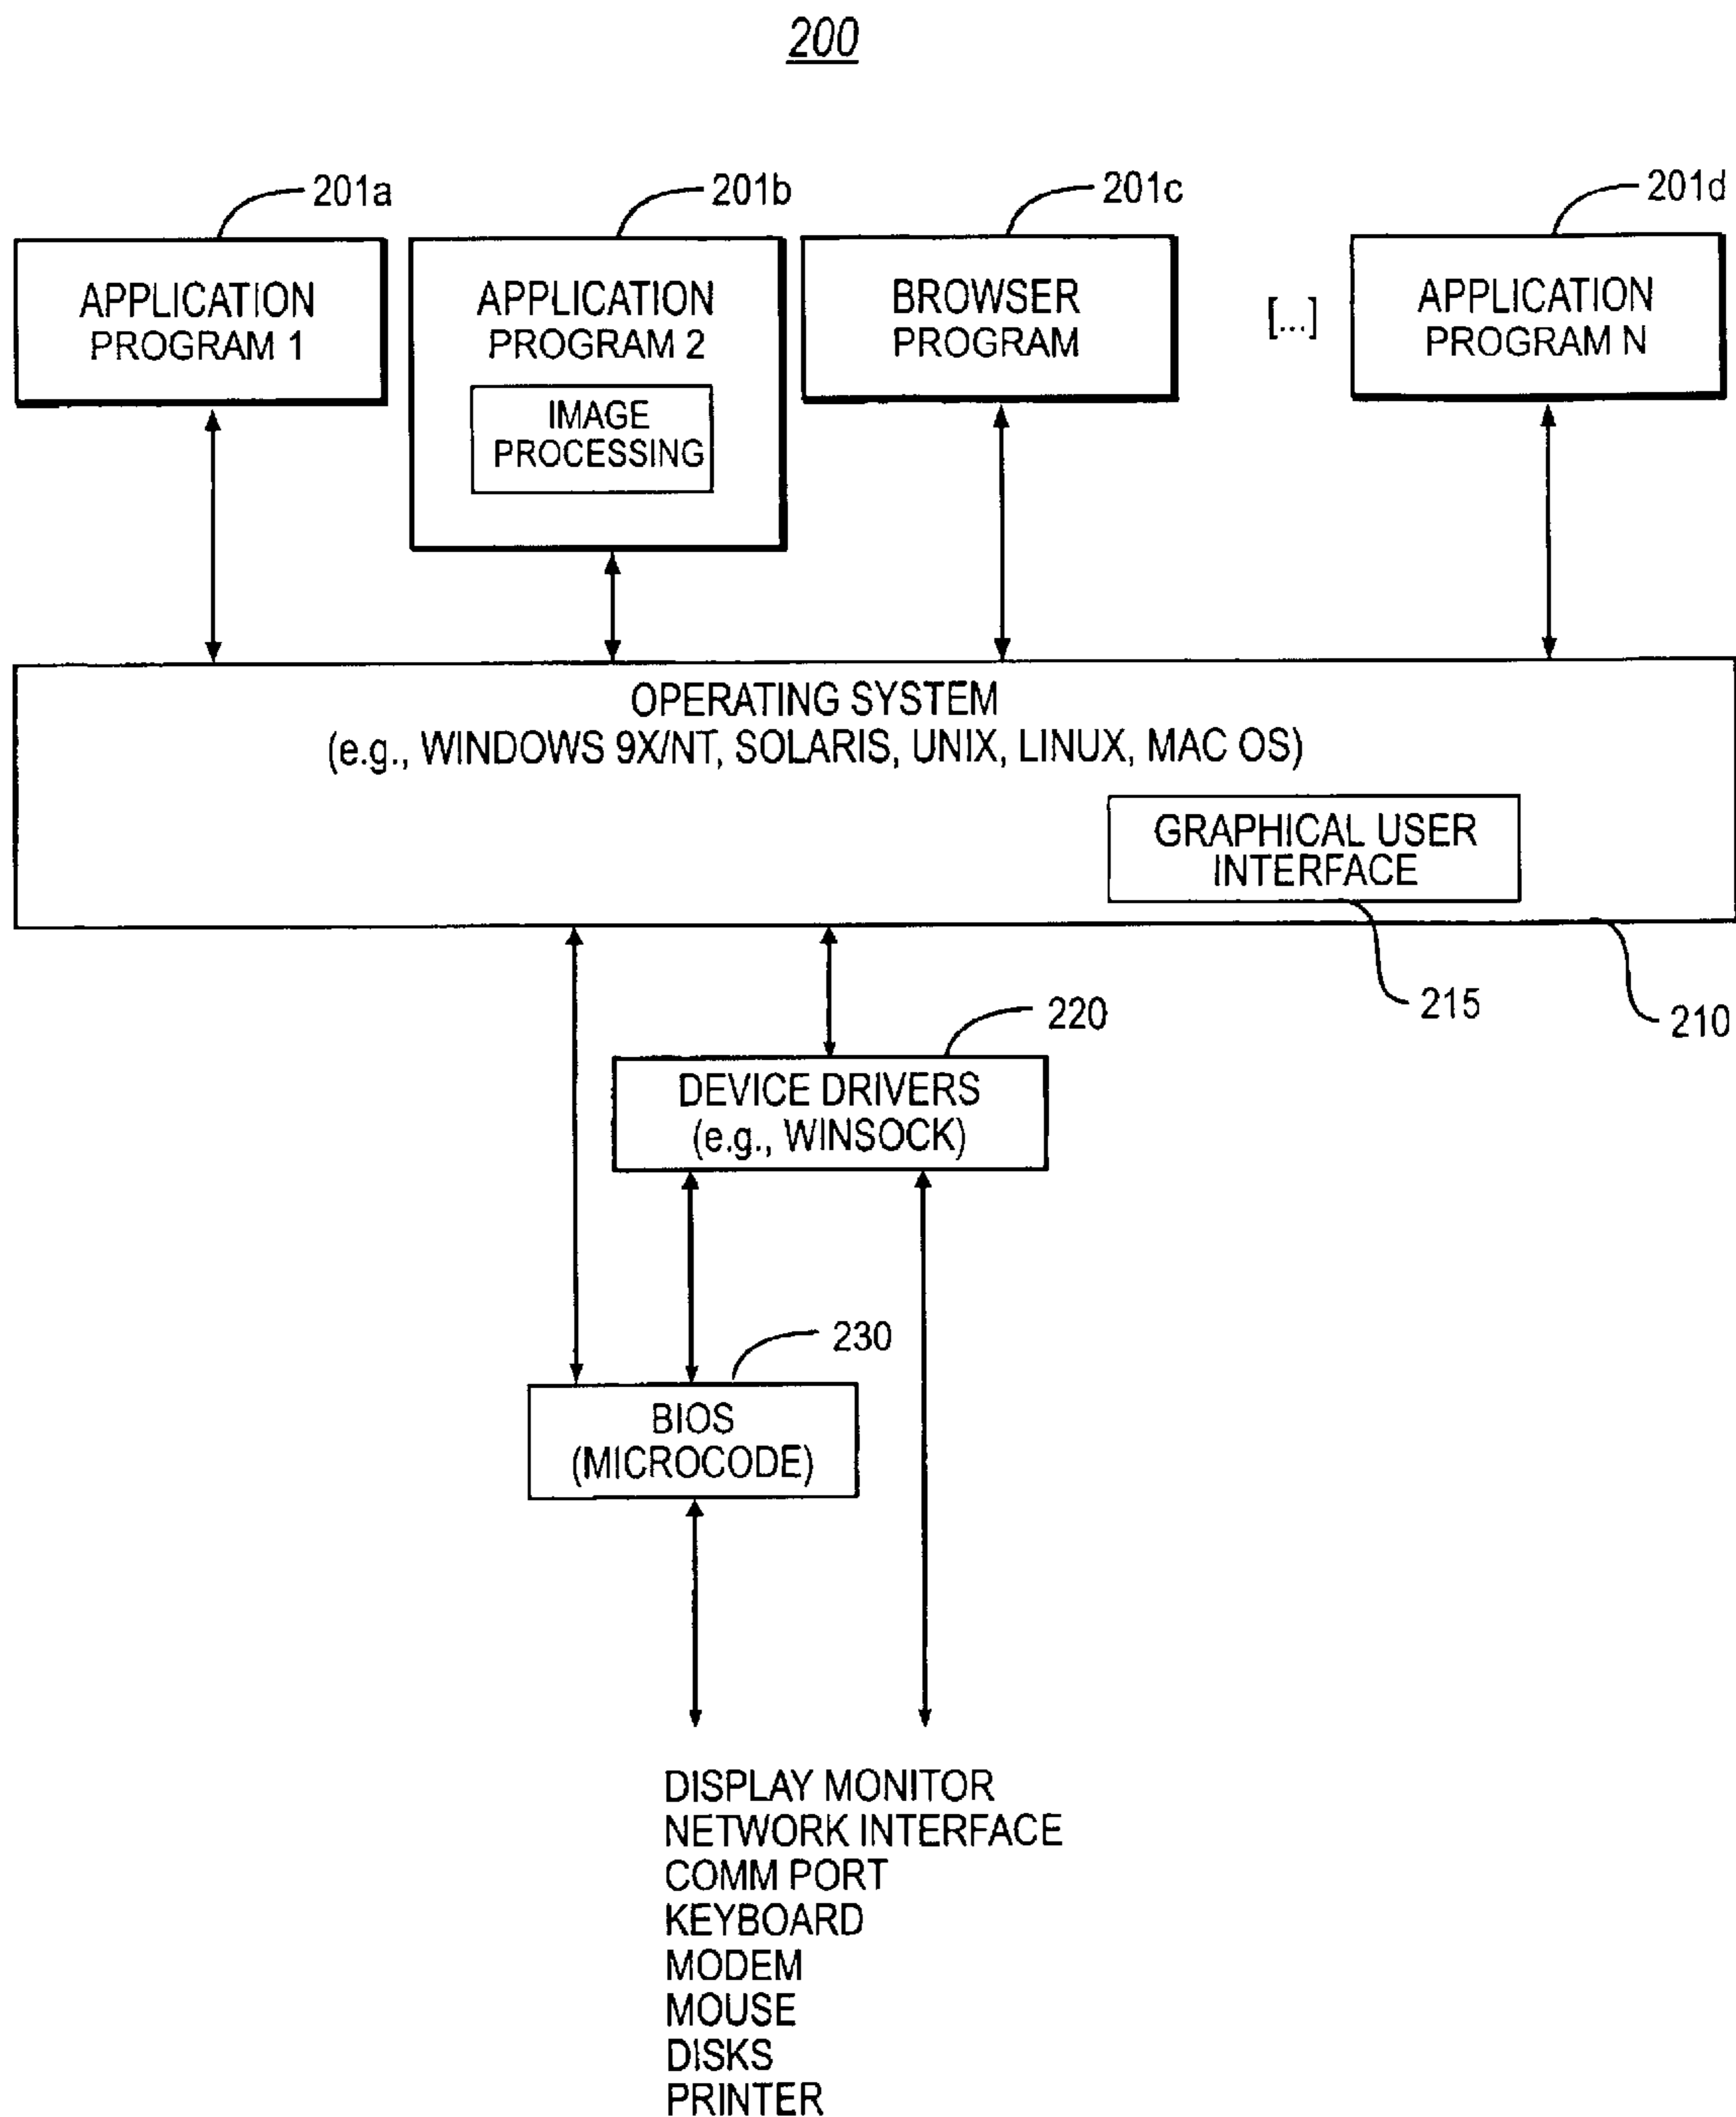 200
201a
201b
201c
201d
APPLICATION
PROGRAM 1
APPLICATION
PROGRAM 2
IMAGE
PROCESSING
BROWSER
PROGRAM
[...]
APPLICATION
PROGRAM N
OPERATING SYSTEM
(e.g., WINDOWS 9X/NT, SOLARIS, UNIX, LINUX, MAC OS)
GRAPHICAL USER
INTERFACE
215
210
220
DEVICE DRIVERS
(e.g., WINSOCK)
230
BIOS
(MICROCODE)
DISPLAY MONITOR
NETWORK INTERFACE
COMM PORT
KEYBOARD
MODEM
MOUSE
DISKS
PRINTER